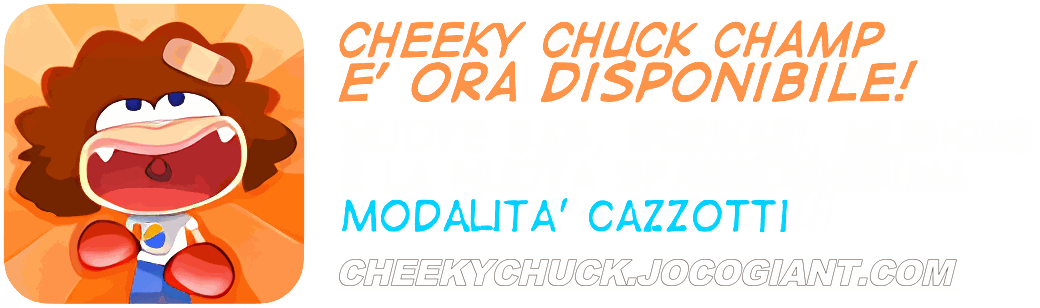 CHEEKY CHUCK CHAMP
E' ORA DISPONIBILE!
MODALITA' CAZZOTTI
CHEEKYCHUCK.JOCOGIANT.COM